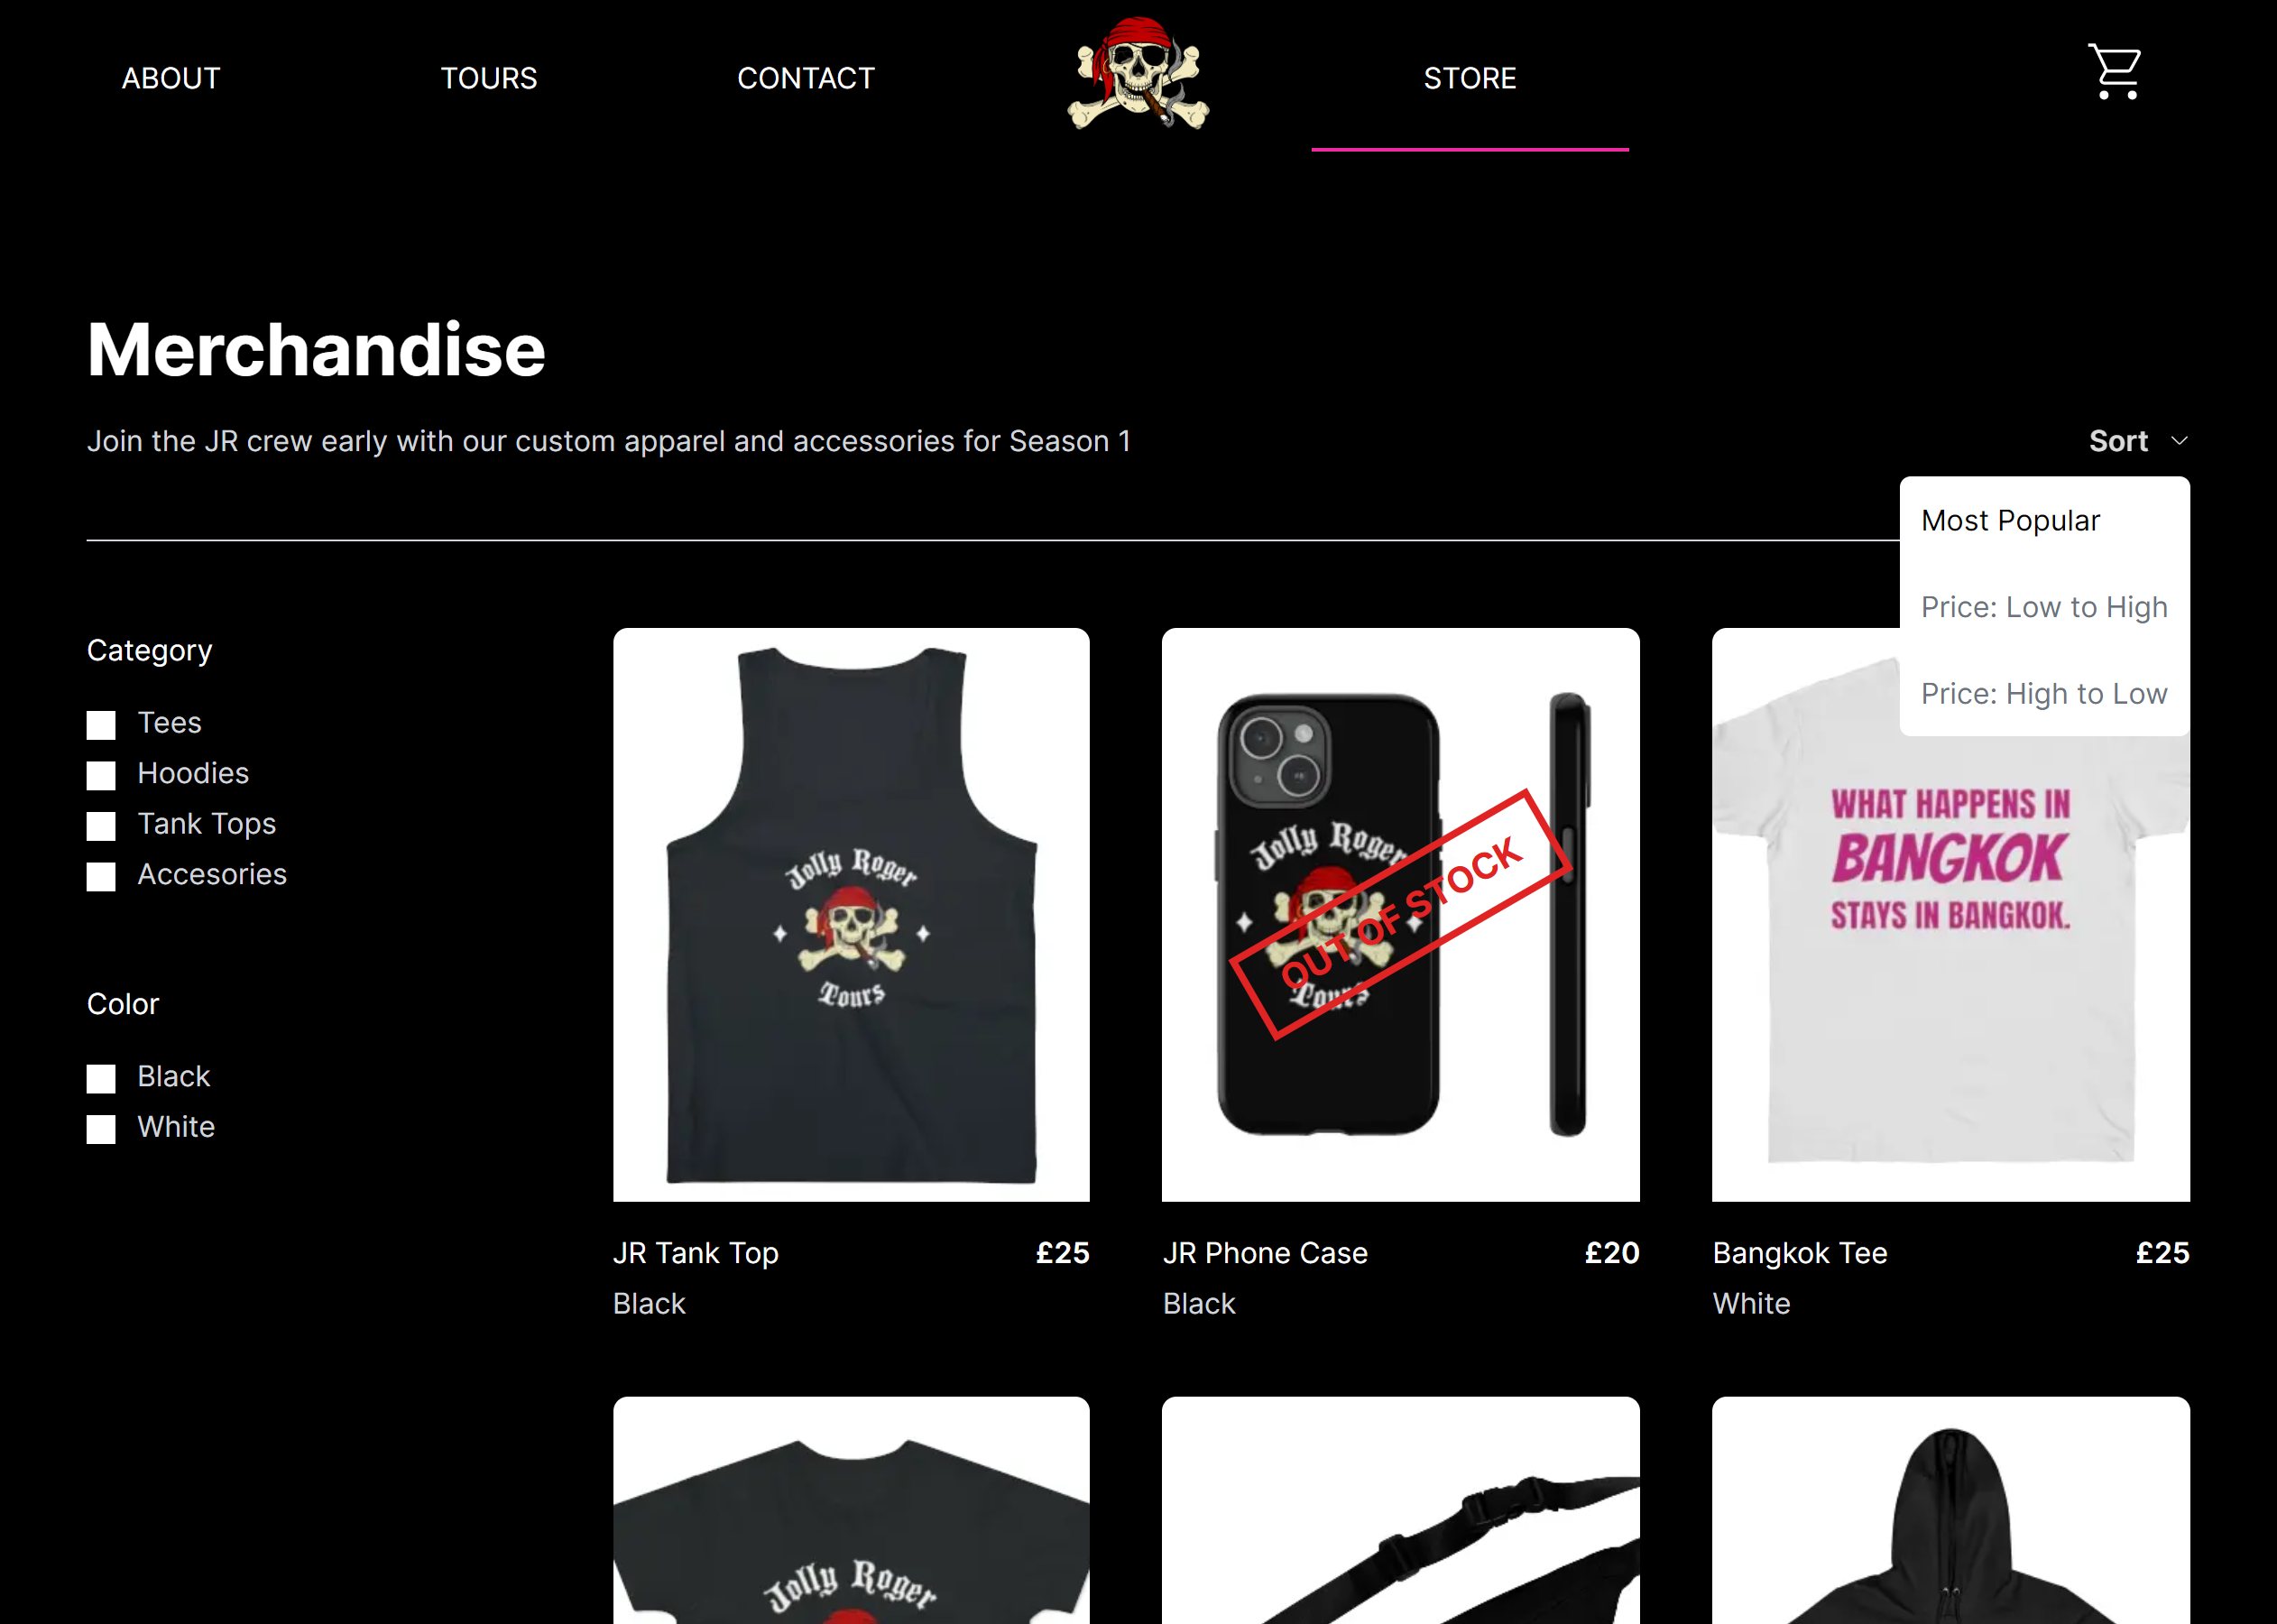 ABOUT
TOURS
CONTACT
STORE
Merchandise
Join the JR crew early with our custom apparel and accessories for Season 1
Sort
Most Popular
Price: Low to High
Price: High to Low
Category
Tees
Hoodies
Tank Tops
Accesories
Color
Black
White
Jolly Roger
Tours
Jolly Roger
OUT OF STOCK
Tours
WHAT HAPPENS IN
BANGKOK
STAYS IN BANGKOK.
JR Tank Top £25
Black
JR Phone Case £20
Black
Bangkok Tee £25
White
Jolly Roger